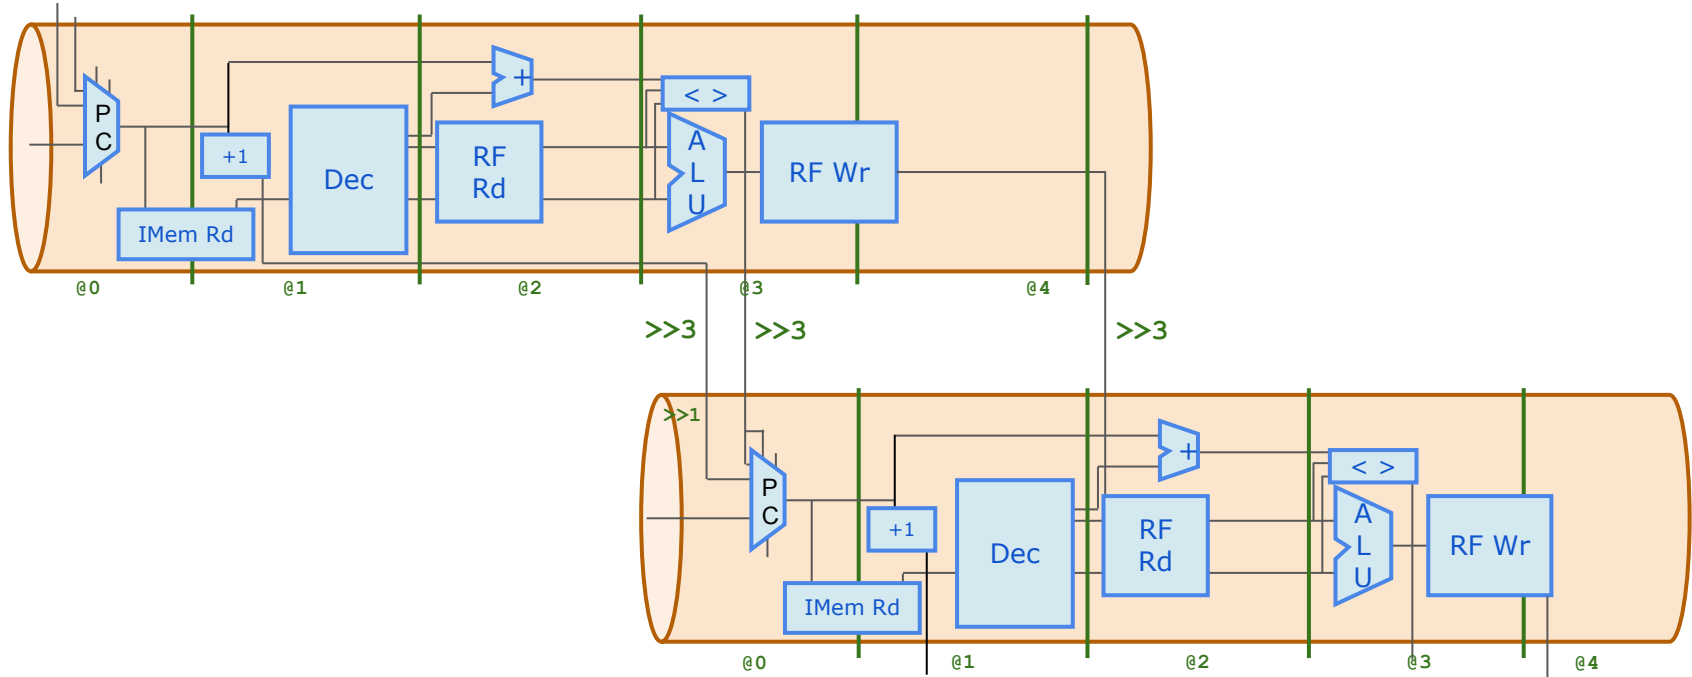 P
C
+1
IMem Rd
Dec
+
RF
Rd
< >
A
L
U
RF Wr
@0
@1
@2
@3
@4
>>3
>>3
>>3
>>1
P
C
+1
IMem Rd
Dec
+
RF
Rd
< >
A
L
U
RF Wr
@0
@1
@2
@3
@4